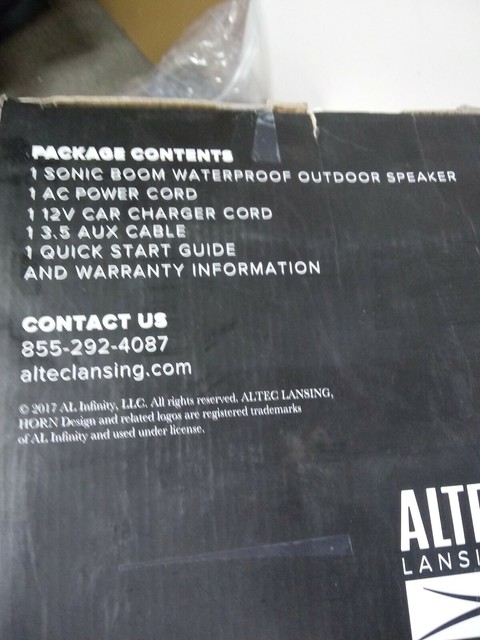 PACKAGE CONTENTS
1 SONIC BOOM WATERPROOF OUTDOOR SPEAKER
1 AC POWER CORD
1 12V CAR CHARGER CORD
1 3.5 AUX CABLE
1 QUICK START GUIDE
AND WARRANTY INFORMATION
CONTACT US
855-292-4087
alteclansing.com
© 2017 AL Infinity, LLC. All rights reserved. ALTEC LANSING,
HORN Design and related logos are registered trademarks
of AL Infinity and used under license.
ALTE
LANSI